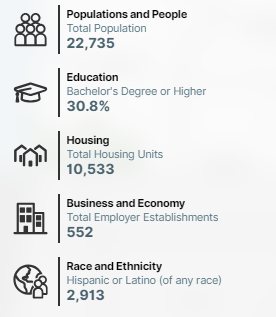 Populations and People
Total Population
22,735
Education
Bachelor's Degree or Higher
30.8%
Housing
Total Housing Units
10,533
Business and Economy
Total Employer Establishments
552
Race and Ethnicity
Hispanic or Latino (of any race)
2,913